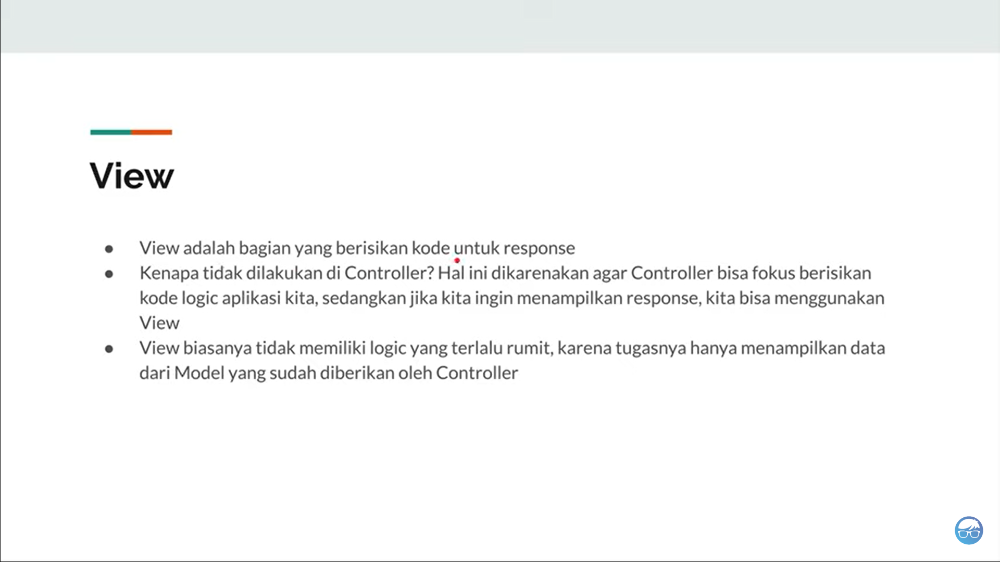 View
● View adalah bagian yang berisikan kode untuk response
● Kenapa tidak dilakukan di Controller? Hal ini dikarenakan agar Controller bisa fokus berisikan
kode logic aplikasi kita, sedangkan jika kita ingin menampilkan response, kita bisa menggunakan
View
● View biasanya tidak memiliki logic yang terlalu rumit, karena tugasnya hanya menampilkan data
dari Model yang sudah diberikan oleh Controller